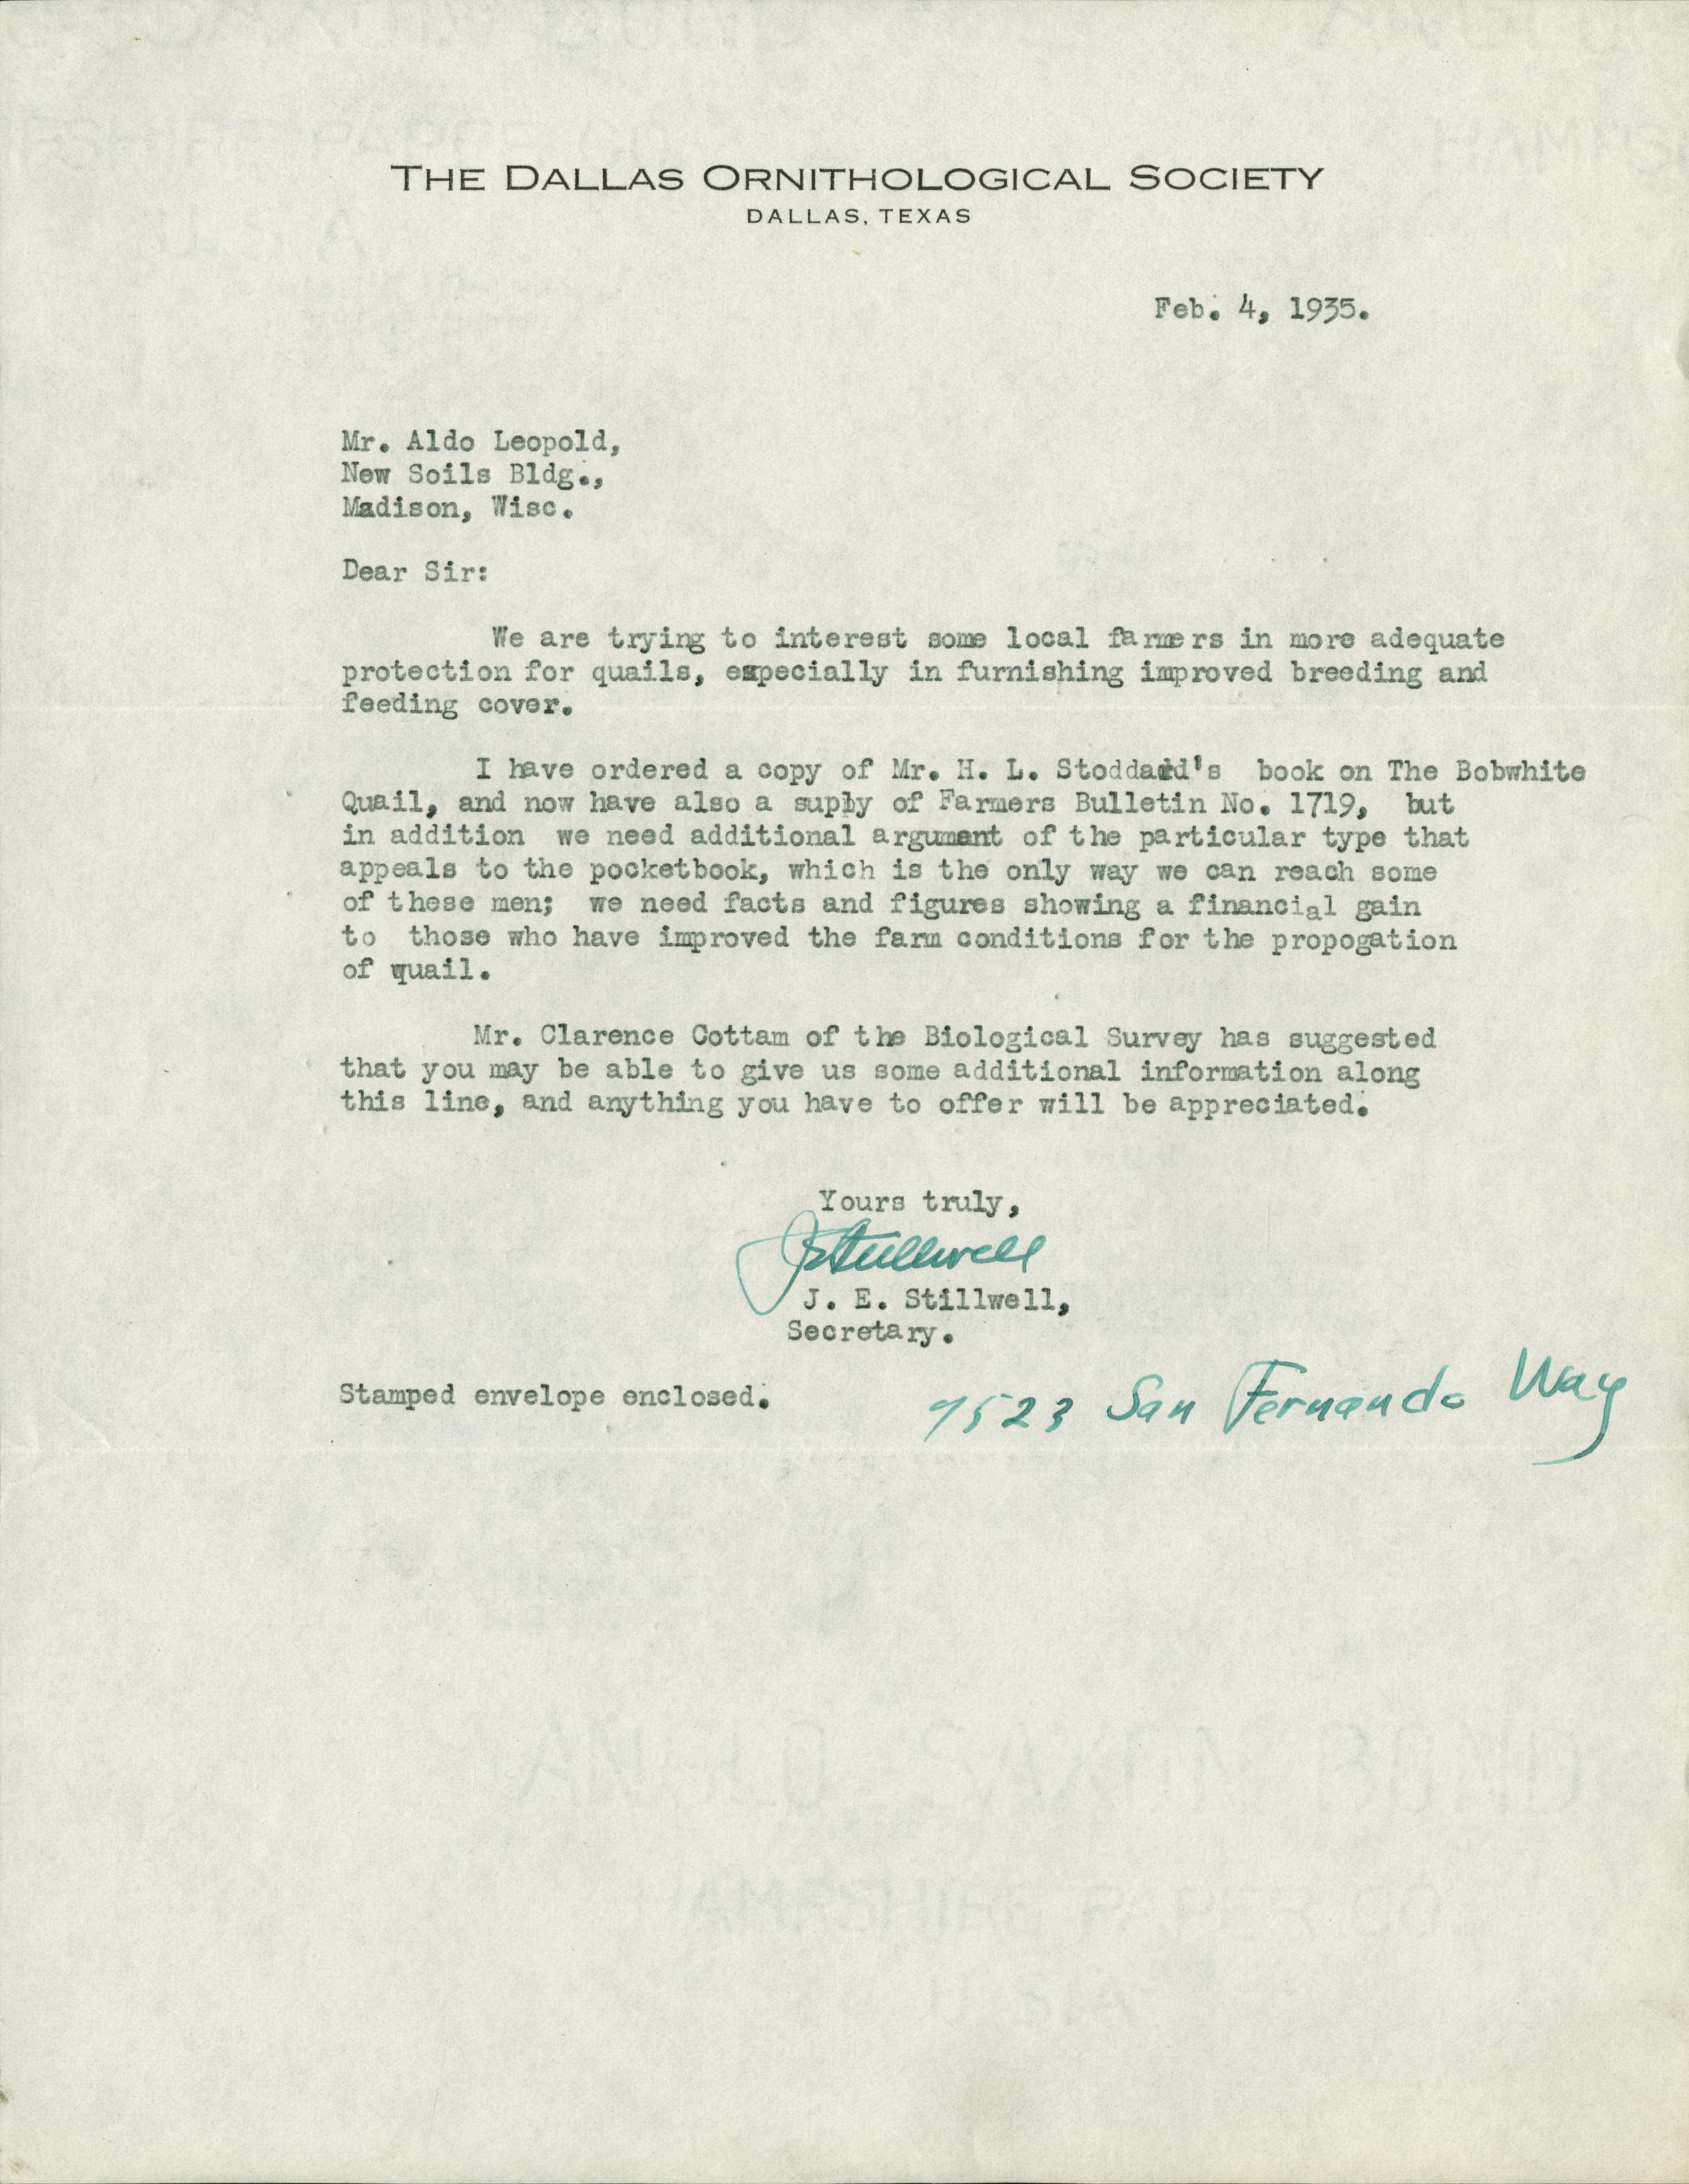 THE DALLAS ORNITHOLOGICAL SOCIETY
DALLAS, TEXAS
Feb. 4, 1935.
Mr. Aldo Leopold,
New Soils Bldg.,
Madison, Wisc.
Dear Sir:
We are trying to interest some local farmers in more adequate
protection for quails, especially in furnishing improved breeding and
feeding cover.
I have ordered a copy of Mr. H. L. Stoddard's book on The Bobwhite
Quail, and now have also a suply of Farmers Bulletin No. 1719, but
in addition we need additional argument of the particular type that
appeals to the pocketbook, which is the only way we can reach some
of these men; we need facts and figures showing a financial gain
to those who have improved the farm conditions for the propogation
of quail.
Mr. Clarence Cottam of the Biological Survey has suggested
that you may be able to give us some additional information along
this line, and anything you have to offer will be appreciated.
Yours truly,
JEStillwell
J. E. Stillwell,
Secretary.
Stamped envelope enclosed.
7523 San Fernando Way